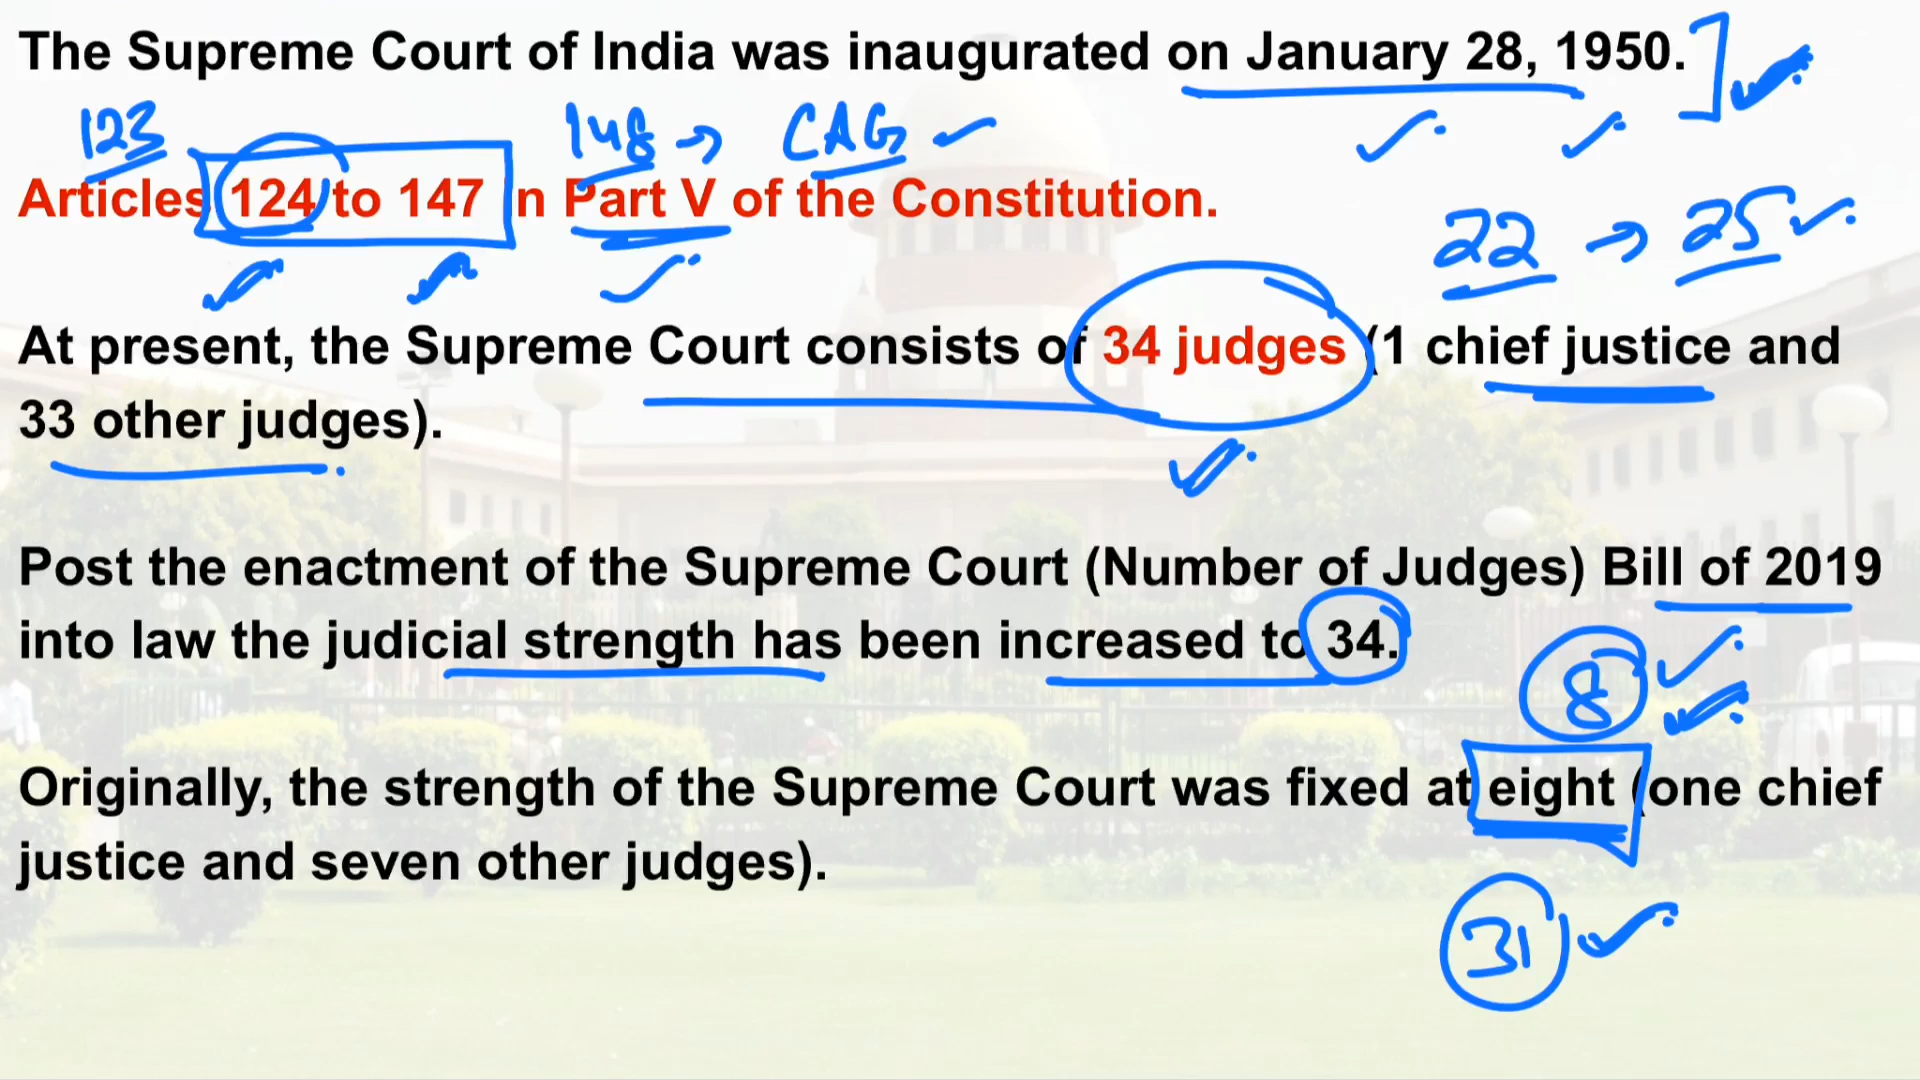 The Supreme Court of India was inaugurated on January 28, 1950.
123 148 → CAG
Articles 124 to 147 in Part V of the Constitution.
22 → 25
At present, the Supreme Court consists of 34 judges (1 chief justice and
33 other judges).
Post the enactment of the Supreme Court (Number of Judges) Bill of 2019
into law the judicial strength has been increased to 34.
8
Originally, the strength of the Supreme Court was fixed at eight (one chief
justice and seven other judges).
31